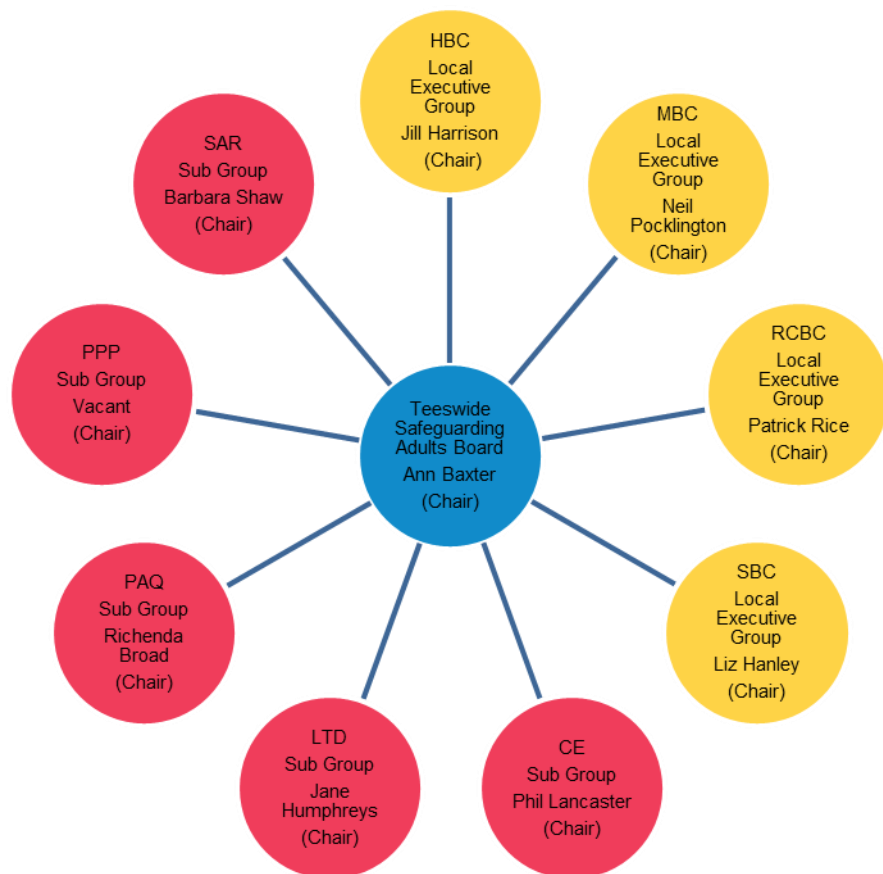 HBC
Local
Executive
Group
Jill Harrison
(Chair)
MBC
Local
Executive
Group
Neil
Pocklington
(Chair)
RCBC
Local
Executive
Group
Patrick Rice
(Chair)
SBC
Local
Executive
Group
Liz Hanley
(Chair)
CE
Sub Group
Phil Lancaster
(Chair)
LTD
Sub Group
Jane
Humphreys
(Chair)
PAQ
Sub Group
Richenda
Broad
(Chair)
PPP
Sub Group
Vacant
(Chair)
SAR
Sub Group
Barbara Shaw
(Chair)
Teeswide
Safeguarding
Adults Board
Ann Baxter
(Chair)